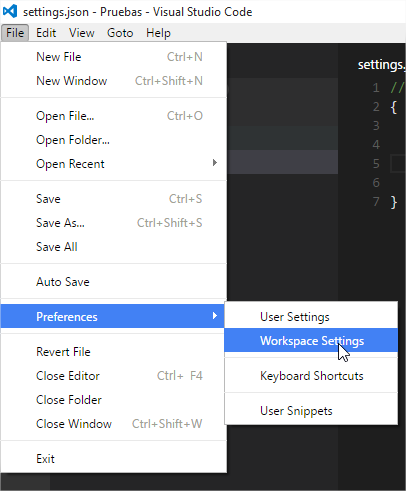 settings.json - Pruebas - Visual Studio Code
File Edit View Goto Help
New File Ctrl+N
New Window Ctrl+Shift+N
Open File... Ctrl+O
Open Folder...
Open Recent
Save Ctrl+S
Save As... Ctrl+Shift+S
Save All
Auto Save
Preferences
Revert File
Close Editor Ctrl+ F4
Close Folder
Close Window Ctrl+Shift+W
Exit
User Settings
Workspace Settings
Keyboard Shortcuts
User Snippets
settings.j
1 //
2 {
3
4
5
6
7 }